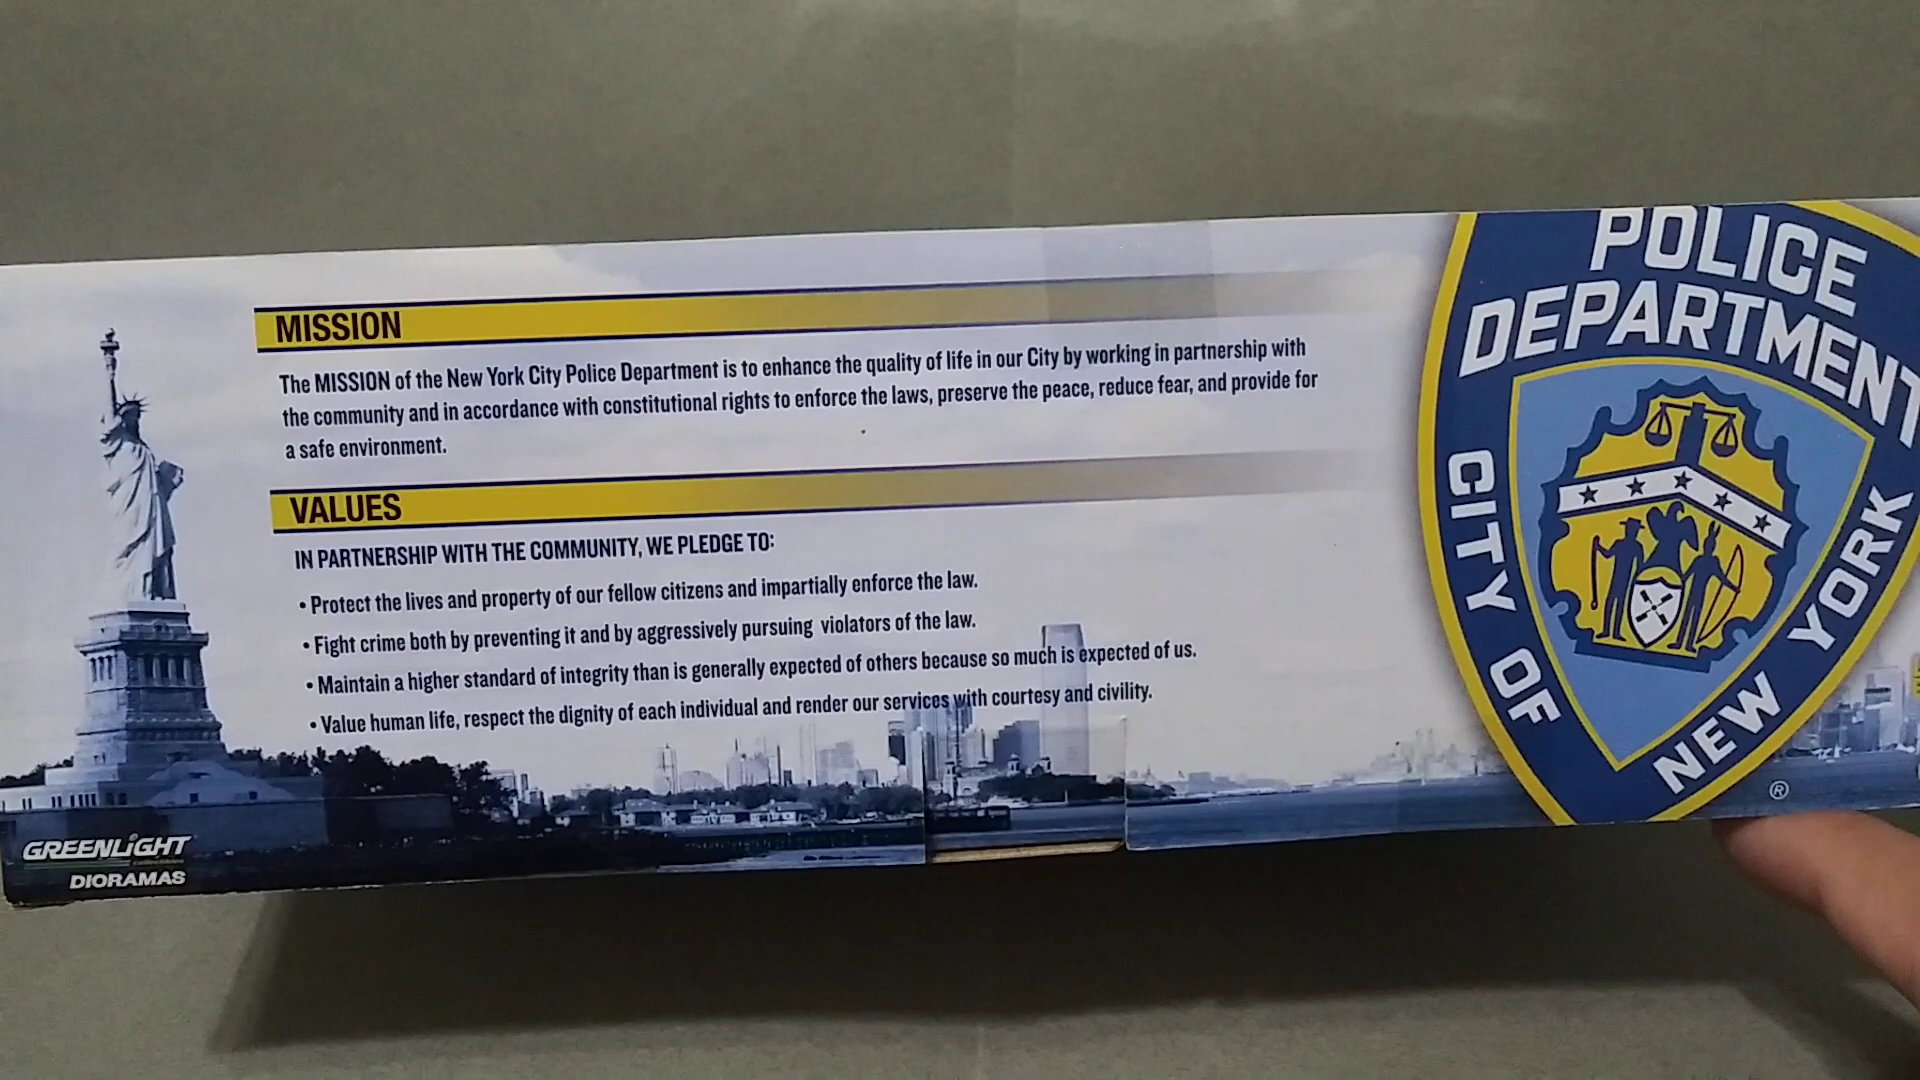 MISSION
The MISSION of the New York City Police Department is to enhance the quality of life in our City by working in partnership with
the community and in accordance with constitutional rights to enforce the laws, preserve the peace, reduce fear, and provide for
a safe environment.
VALUES
IN PARTNERSHIP WITH THE COMMUNITY, WE PLEDGE TO:
• Protect the lives and property of our fellow citizens and impartially enforce the law.
• Fight crime both by preventing it and by aggressively pursuing violators of the law.
• Maintain a higher standard of integrity than is generally expected of others because so much is expected of us.
• Value human life, respect the dignity of each individual and render our services with courtesy and civility.
GREENLiGHT
collectibles
DIORAMAS
POLICE
DEPARTMENT
CITY OF
NEW YORK
®